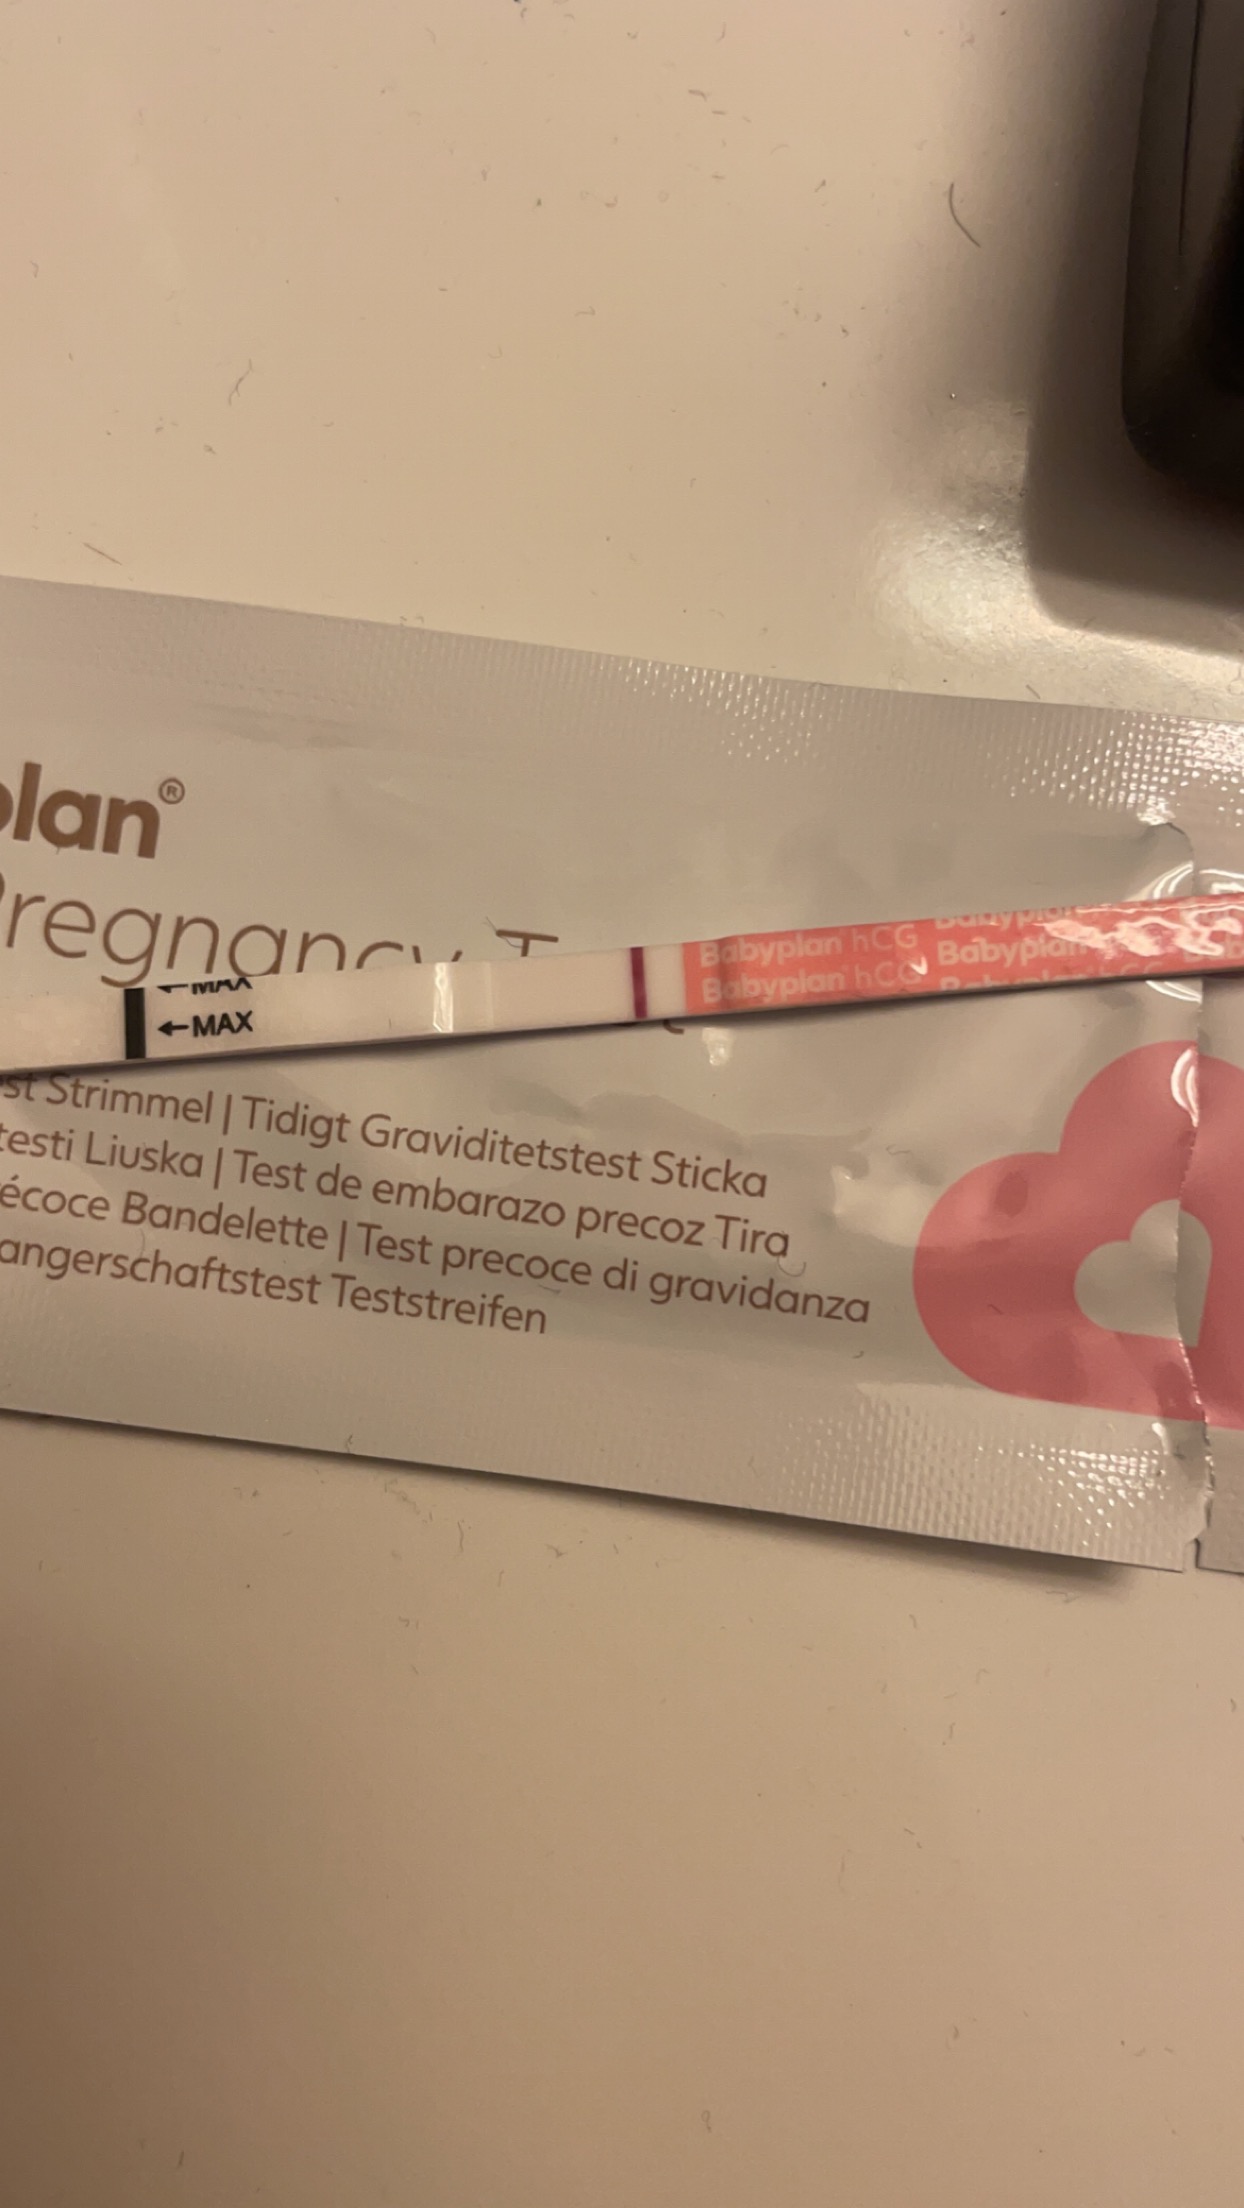 plan®
Pregnancy
Babyplan hCG Babyplan
Babyplan hCG
←MAX
←MAX
st Strimmel | Tidigt Graviditetstest Sticka
testi Liuska | Test de embarazo precoz Tira
écoce Bandelette | Test precoce di gravidanza
angerschaftstest Teststreifen